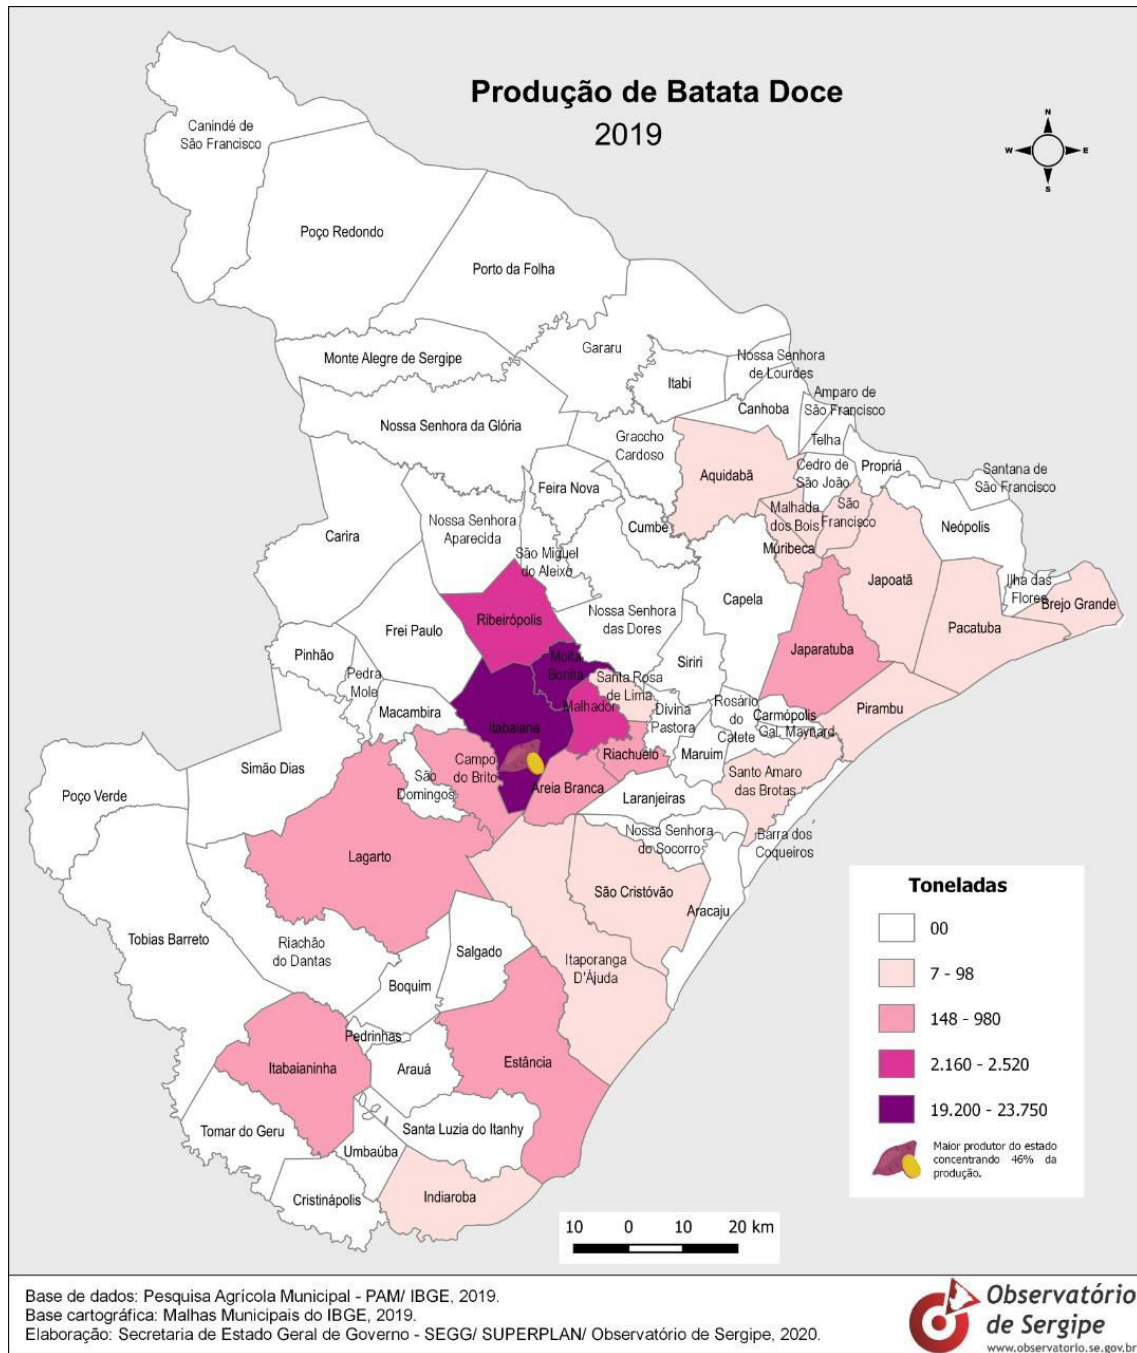 Produção de Batata Doce
2019
N
W
E
S
Canindé de
São Francisco
Poço Redondo
Porto da Folha
Monte Alegre de Sergipe
Gararu
Nossa Senhora
de Lourdes
Itabi
Amparo de
São Francisco
Canhoba
Nossa Senhora da Glória
Graccho
Cardoso
Telha
Aquidabã
Cedro de
São João
Propriá
Santana de
São Francisco
Feira Nova
Malhada
dos Bois
São
Francisco
Neópolis
Nossa Senhora
Aparecida
Cumbe
Carira
Muribeca
São Miguel
do Aleixo
Japoatã
Ilha das
Flores
Brejo Grande
Capela
Nossa Senhora
das Dores
Ribeirópolis
Pacatuba
Frei Paulo
Japaratuba
Pinhão
Moita
Bonita
Siriri
Pedra
Mole
Santa Rosa
de Lima
Macambira
Malhador
Divina
Pastora
Rosário
do
Catete
Carmópolis
Pirambu
Gal. Maynard
Itabaiana
Riachuelo
Maruim
Simão Dias
Campo
do Brito
São
Domingos
Areia Branca
Santo Amaro
das Brotas
Poço Verde
Laranjeiras
Nossa Senhora
do Socorro
Barra dos
Coqueiros
Lagarto
São Cristóvão
Aracaju
Tobias Barreto
Riachão
do Dantas
Salgado
Itaporanga
D'Ájuda
Boquim
Pedrinhas
Itabaianinha
Arauá
Estância
Tomar do Geru
Santa Luzia do Itanhy
Umbaúba
Cristinápolis
Indiaroba
Toneladas
00
7 - 98
148 - 980
2.160 - 2.520
19.200 - 23.750
Maior produtor do estado
concentrando 46% da
produção.
10 0 10 20 km
Base de dados: Pesquisa Agrícola Municipal - PAM/ IBGE, 2019.
Base cartográfica: Malhas Municipais do IBGE, 2019.
Elaboração: Secretaria de Estado Geral de Governo - SEGG/ SUPERPLAN/ Observatório de Sergipe, 2020.
Observatório
de Sergipe
www.observatorio.se.gov.br